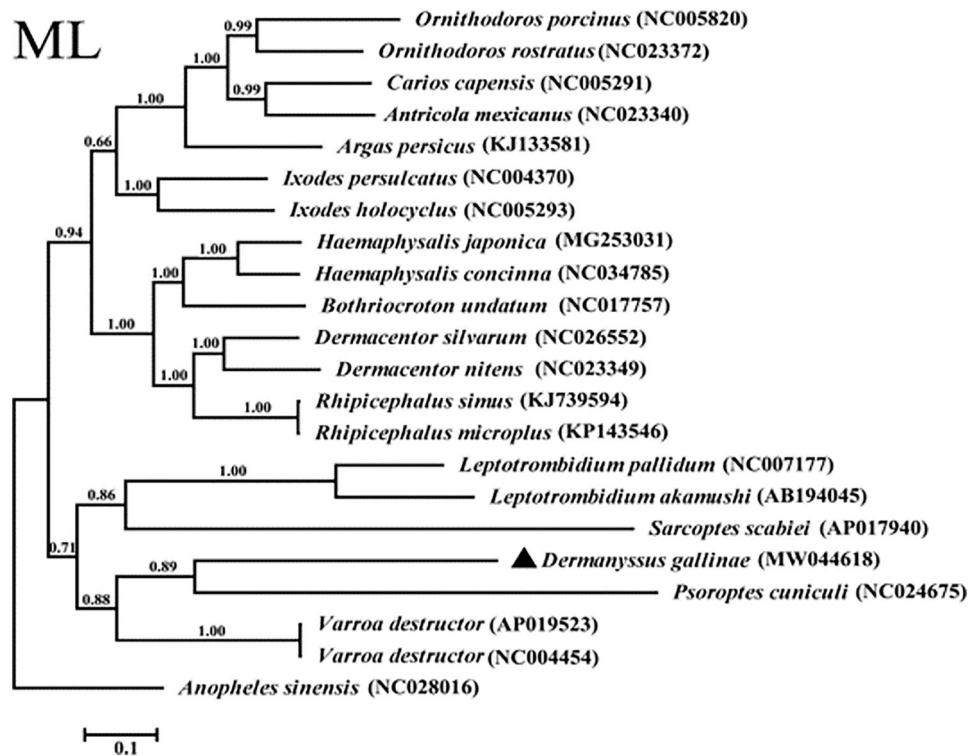 ML
0.99
Ornithodoros porcinus (NC005820)
1.00
Ornithodoros rostratus (NC023372)
Carios capensis (NC005291)
1.00
0.99
Antricola mexicanus (NC023340)
0.66
Argas persicus (KJ133581)
Ixodes persulcatus (NC004370)
1.00
Ixodes holocyclus (NC005293)
0.94
Haemaphysalis japonica (MG253031)
1.00
Haemaphysalis concinna (NC034785)
1.00
Bothriocroton undatum (NC017757)
1.00
Dermacentor silvarum (NC026552)
1.00
Dermacentor nitens (NC023349)
1.00
Rhipicephalus simus (KJ739594)
1.00
Rhipicephalus microplus (KP143546)
Leptotrombidium pallidum (NC007177)
1.00
Leptotrombidium akamushi (AB194045)
0.86
Sarcoptes scabiei (AP017940)
0.71
Dermanyssus gallinae (MW044618)
0.89
Psoroptes cuniculi (NC024675)
0.88
Varroa destructor (AP019523)
1.00
Varroa destructor (NC004454)
Anopheles sinensis (NC028016)
0.1